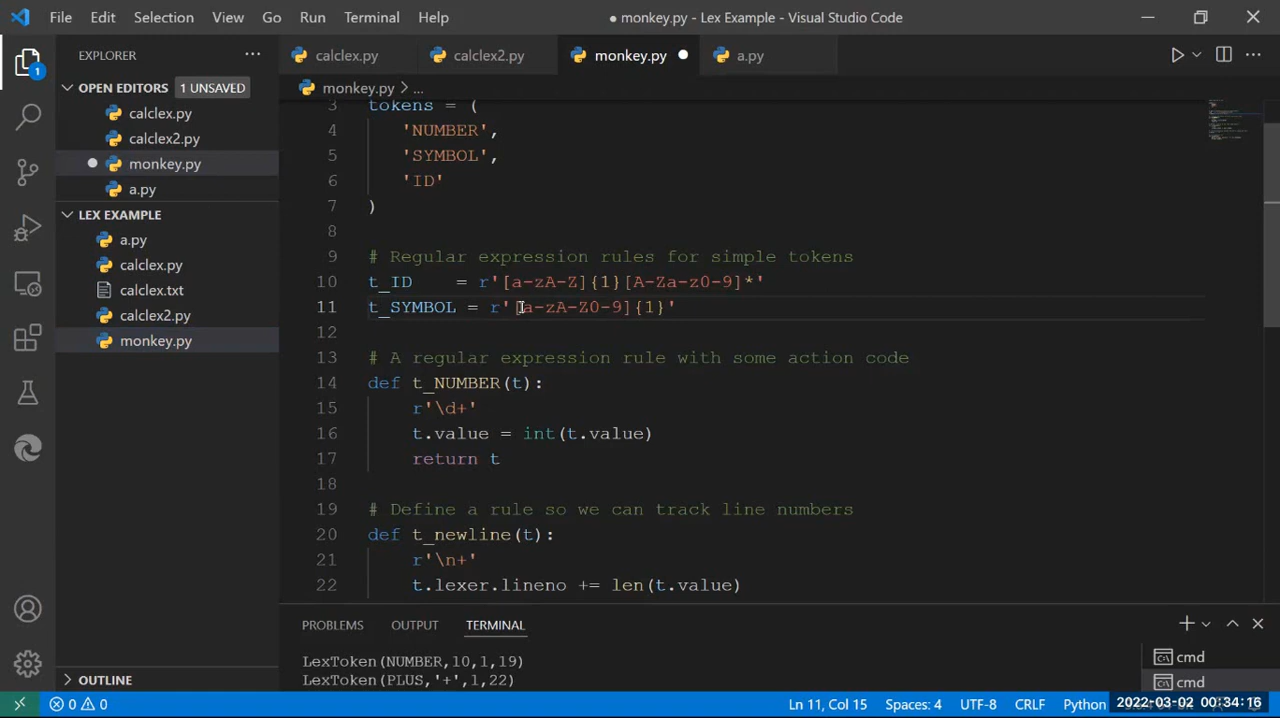 File Edit Selection View Go Run Terminal Help ● monkey.py - Lex Example - Visual Studio Code
EXPLORER ···
OPEN EDITORS 1 UNSAVED
calclex.py
calclex2.py
monkey.py
a.py
LEX EXAMPLE
a.py
calclex.py
calclex.txt
calclex2.py
monkey.py
OUTLINE
1
calclex.py calclex2.py monkey.py ● a.py
monkey.py > ...
3 tokens = (
4 'NUMBER',
5 'SYMBOL',
6 'ID'
7 )
8
9 # Regular expression rules for simple tokens
10 t_ID    = r'[a-zA-Z]{1}[A-Za-z0-9]*'
11 t_SYMBOL = r'[a-zA-Z0-9]{1}'
12
13 # A regular expression rule with some action code
14 def t_NUMBER(t):
15 r'\d+'
16 t.value = int(t.value)
17 return t
18
19 # Define a rule so we can track line numbers
20 def t_newline(t):
21 r'\n+'
22 t.lexer.lineno += len(t.value)
PROBLEMS OUTPUT TERMINAL
LexToken(NUMBER,10,1,19)
LexToken(PLUS,'+',1,22)
cmd
cmd
0 0 Ln 11, Col 15 Spaces: 4 UTF-8 CRLF Python
2022-03-02 00:34:16